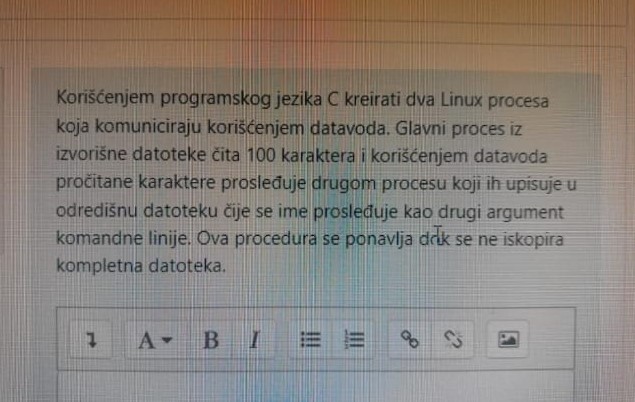 Korišćenjem programskog jezika C kreirati dva Linux procesa
koja komuniciraju korišćenjem datavoda. Glavni proces iz
izvorišne datoteke čita 100 karaktera i korišćenjem datavoda
pročitane karaktere prosleđuje drugom procesu koji ih upisuje u
odredišnu datoteku čije se ime prosleđuje kao drugi argument
komandne linije. Ova procedura se ponavlja dok se ne iskopira
kompletna datoteka.
A B I